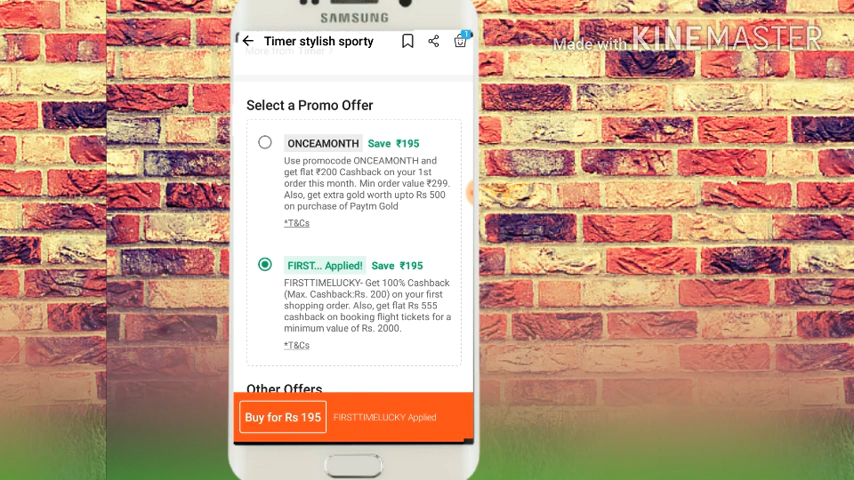 SAMSUNG
Timer stylish sporty
1
Made with KINEMASTER
More from Timer
Select a Promo Offer
ONCEAMONTH Save ₹195
Use promocode ONCEAMONTH and
get flat ₹200 Cashback on your 1st
order this month. Min order value ₹299.
Also, get extra gold worth upto Rs 500
on purchase of Paytm Gold
*T&Cs
FIRST... Applied! Save ₹195
FIRSTTIMELUCKY- Get 100% Cashback
(Max. Cashback:Rs. 200) on your first
shopping order. Also, get flat Rs 555
cashback on booking flight tickets for a
minimum value of Rs. 2000.
*T&Cs
Other Offers
Buy for Rs 195 FIRSTTIMELUCKY Applied